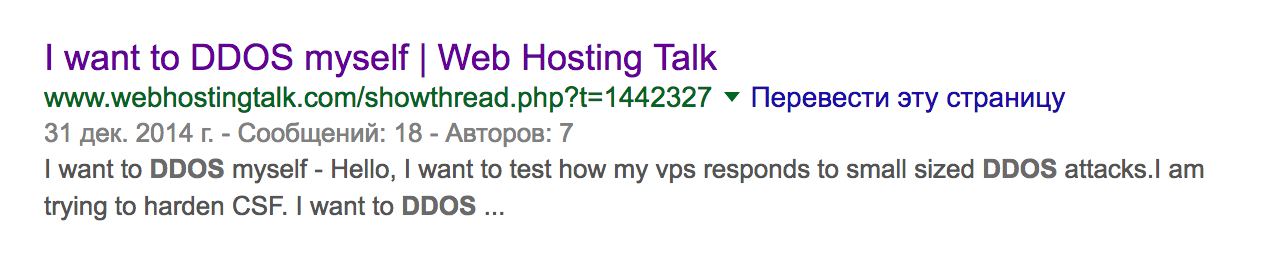 I want to DDOS myself | Web Hosting Talk
www.webhostingtalk.com/showthread.php?t=1442327 ▼ Перевести эту страницу
31 дек. 2014 г. - Сообщений: 18 - Авторов: 7
I want to DDOS myself - Hello, I want to test how my vps responds to small sized DDOS attacks.I am
trying to harden CSF. I want to DDOS ...